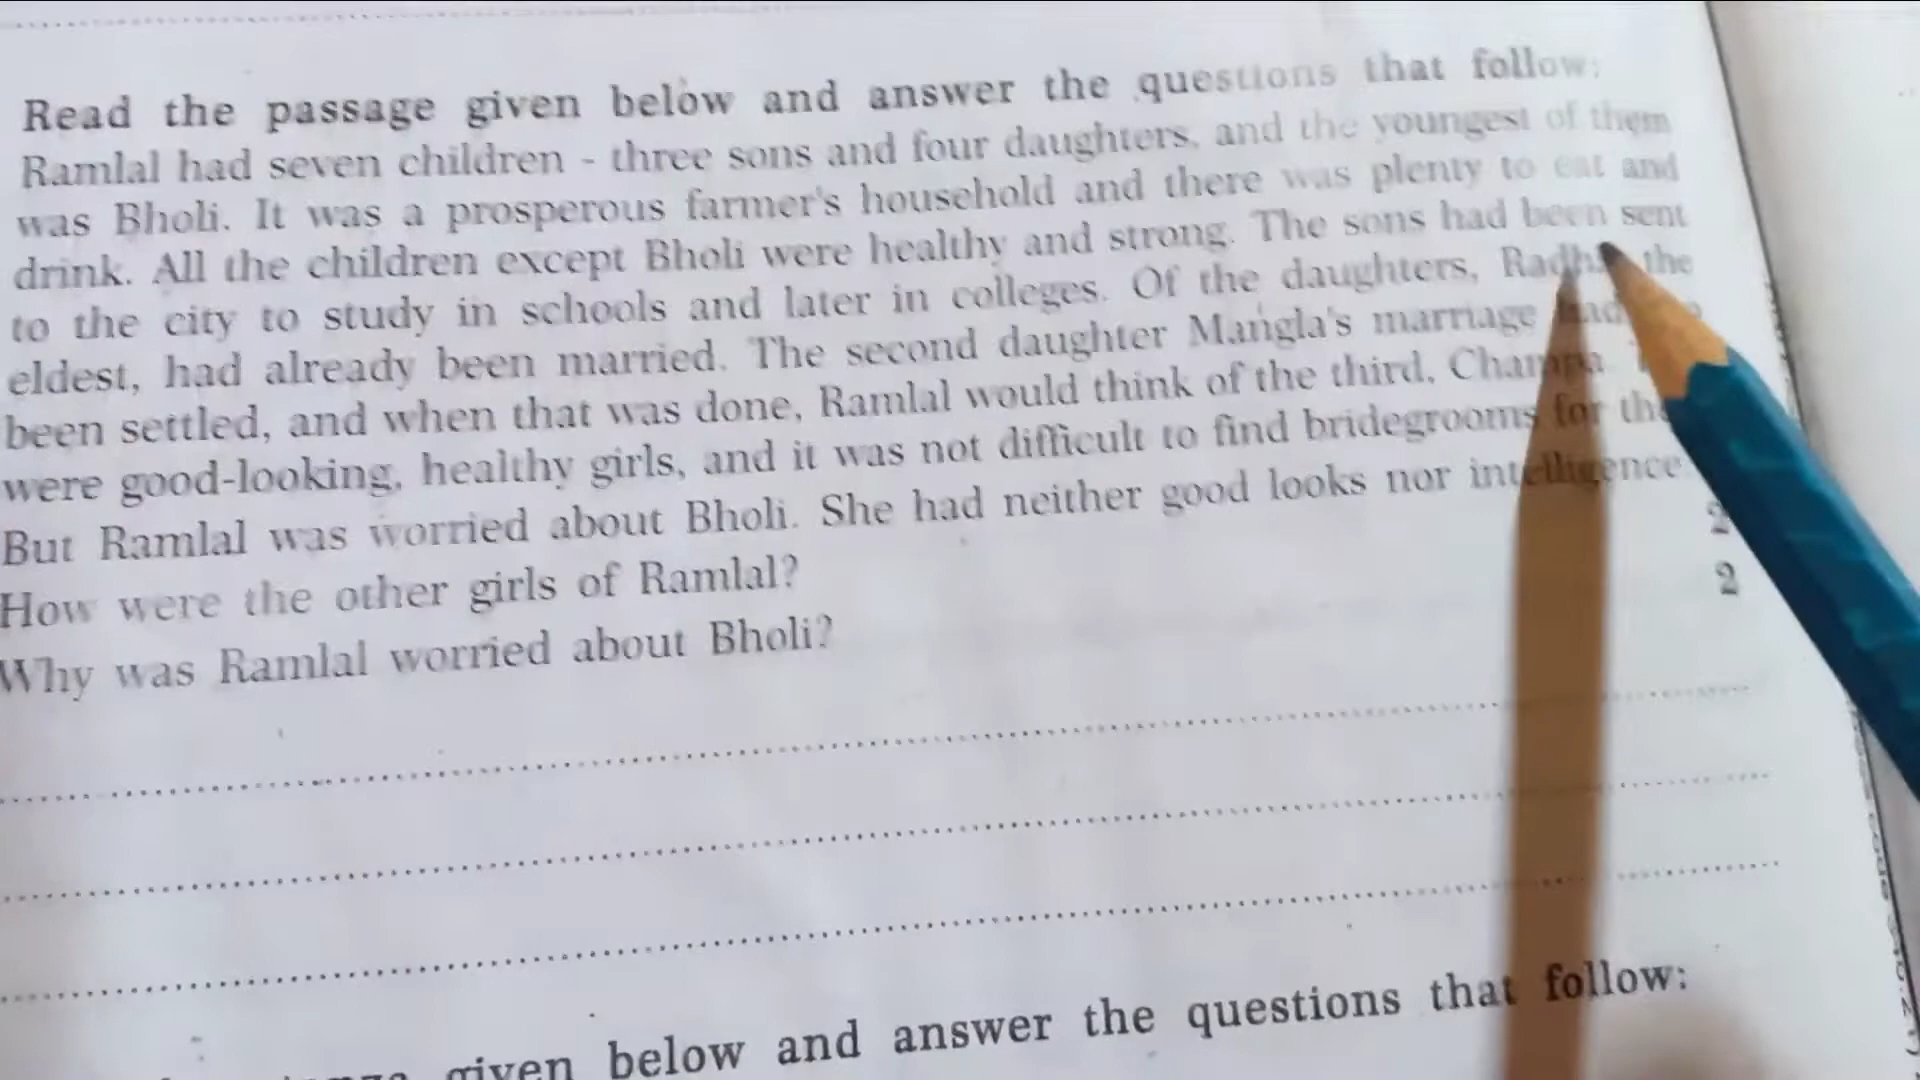 Read the passage given below and answer the questions that follow:
Ramlal had seven children - three sons and four daughters, and the youngest of them
was Bholi. It was a prosperous farmer's household and there was plenty to eat and
drink. All the children except Bholi were healthy and strong. The sons had been sent
to the city to study in schools and later in colleges. Of the daughters, Radha, the
eldest, had already been married. The second daughter Mangla's marriage had
been settled, and when that was done, Ramlal would think of the third, Champa.
were good-looking, healthy girls, and it was not difficult to find bridegrooms for
But Ramlal was worried about Bholi. She had neither good looks nor intelligence
How were the other girls of Ramlal? 2
Why was Ramlal worried about Bholi? 2
given below and answer the questions that follow: